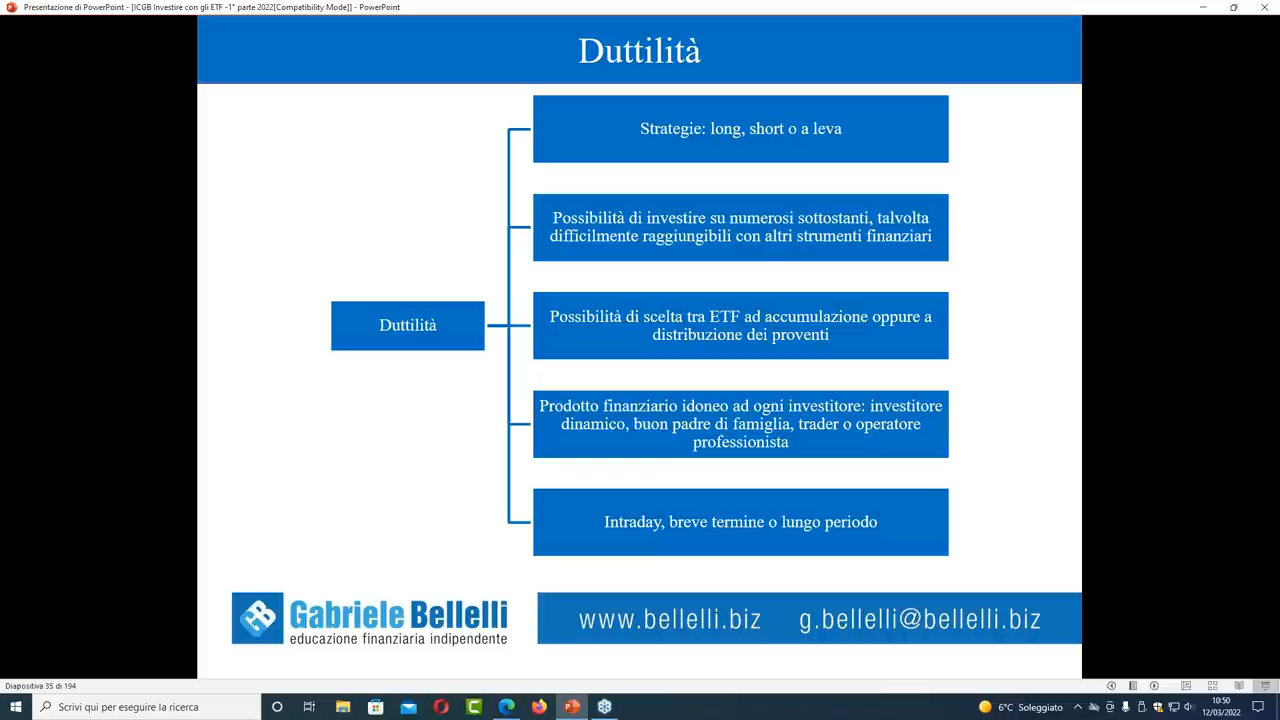 Presentazione di PowerPoint - [ICGB Investire con gli ETF -1° parte 2022[Compatibility Mode]] - PowerPoint
Duttilità
Strategie: long, short o a leva
Possibilità di investire su numerosi sottostanti, talvolta
difficilmente raggiungibili con altri strumenti finanziari
Duttilità
Possibilità di scelta tra ETF ad accumulazione oppure a
distribuzione dei proventi
Prodotto finanziario idoneo ad ogni investitore: investitore
dinamico, buon padre di famiglia, trader o operatore
professionista
Intraday, breve termine o lungo periodo
Gabriele Bellelli
educazione finanziaria indipendente
www.bellelli.biz g.bellelli@bellelli.biz
Diapositiva 35 di 194
Scrivi qui per eseguire la ricerca
6°C Soleggiato
10:50
12/03/2022